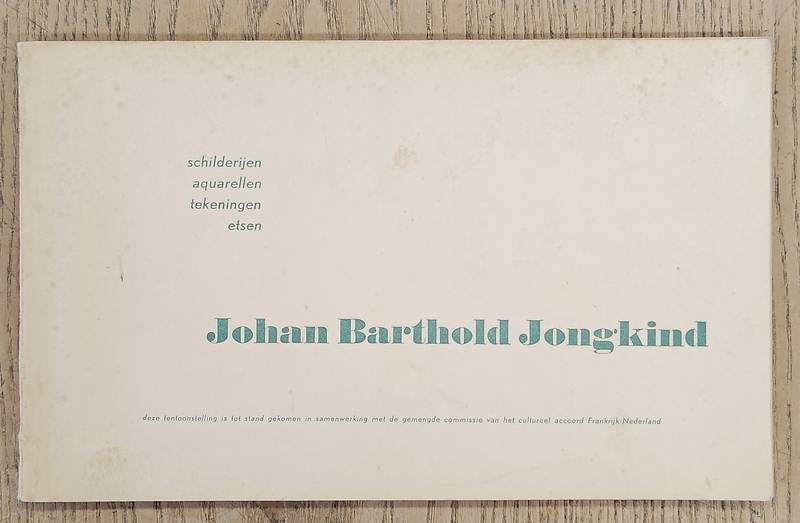 schilderijen
aquarellen
tekeningen
etsen
Johan Barthold Jongkind
deze tentoonstelling is tot stand gekomen in samenwerking met de gemengde commissie van het cultureel accoord Frankrijk-Nederland